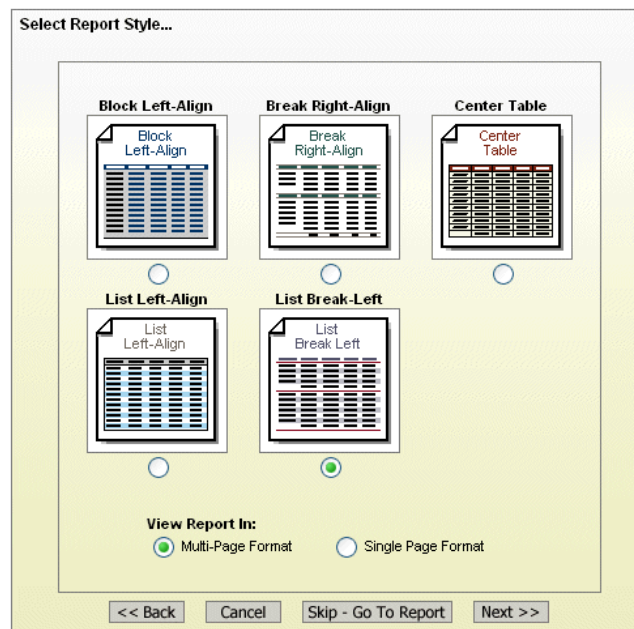 Select Report Style...
Block Left-Align
Break Right-Align
Center Table
Block
Left-Align
Break
Right-Align
Center
Table
List Left-Align
List Break-Left
List
Left-Align
List
Break Left
View Report In:
Multi-Page Format
Single Page Format
<< Back
Cancel
Skip - Go To Report
Next >>